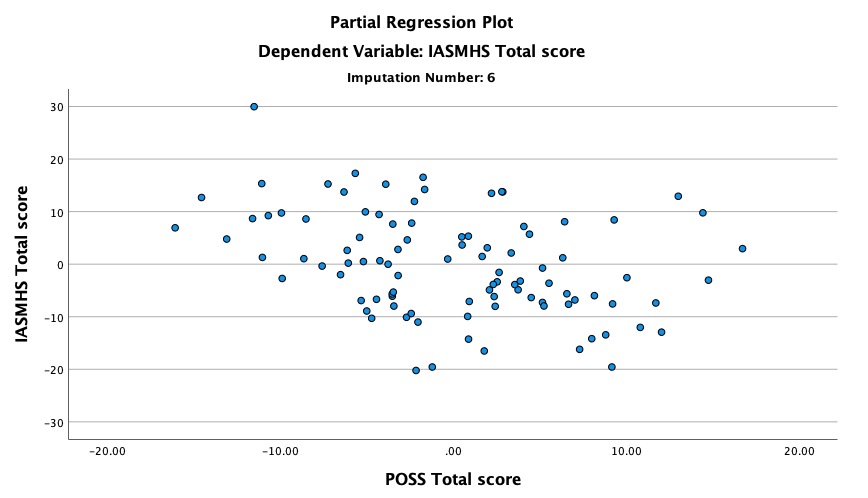 Partial Regression Plot
Dependent Variable: IASMHS Total score
Imputation Number: 6
IASMHS Total score
30
20
10
0
−10
−20
−30
−20.00 −10.00 .00 10.00 20.00
POSS Total score